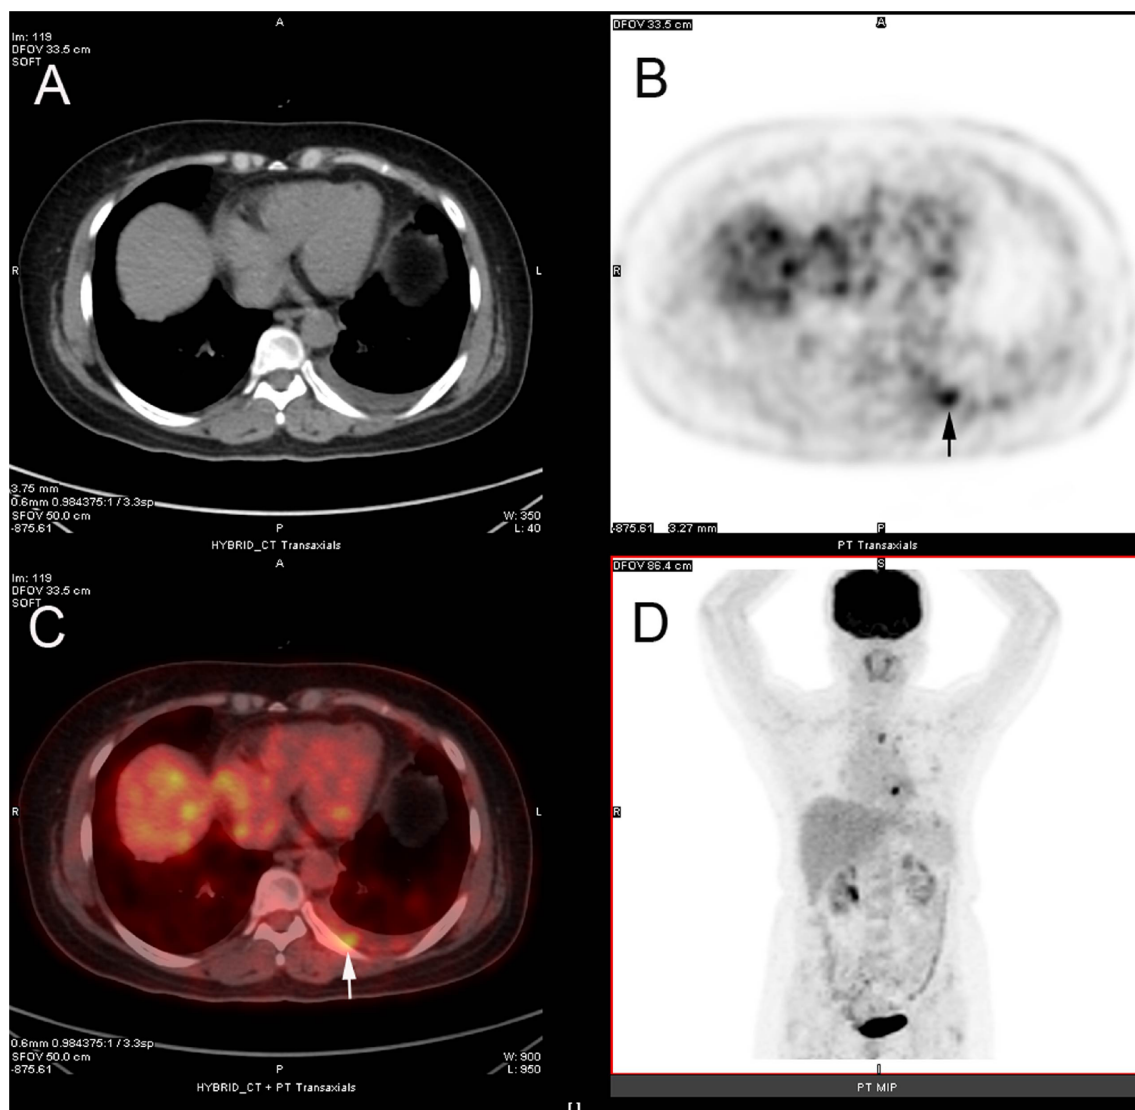 A
Im: 119
DFOV 33.5 cm
SOFT
A
R
L
3.75 mm
0.6mm 0.984375:1 / 3.3sp
SFOV 50.0 cm
-875.61
P
W: 350
L: 40
HYBRID_CT Transaxials
DFOV 33.5 cm
A
B
R
-875.61 3.27 mm
P
PT Transaxials
A
Im: 119
DFOV 33.5 cm
SOFT
C
R
L
0.6mm 0.984375:1 / 3.3sp
SFOV 50.0 cm
-875.61
P
W: 900
L: 950
HYBRID_CT + PT Transaxials
DFOV 86.4 cm
S
D
R
I
PT MIP